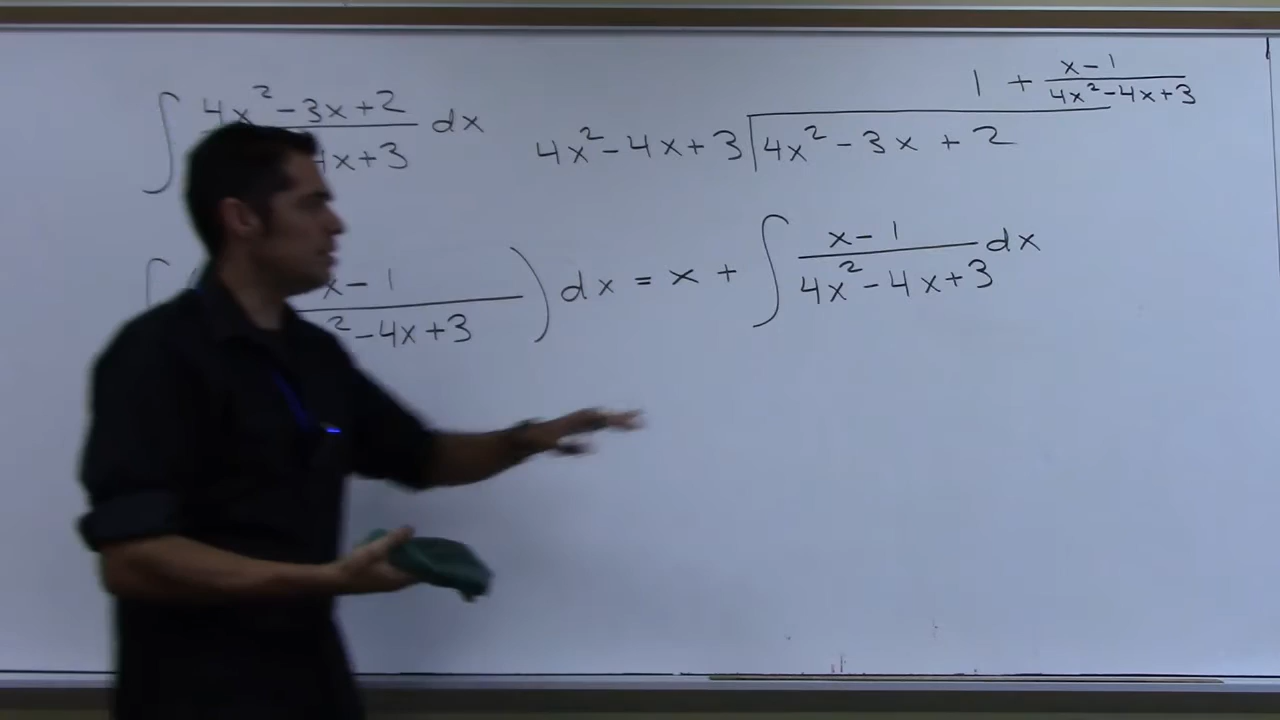 ∫ 4x² - 3x + 2 / 4x + 3 dx
1 + x - 1 / 4x² - 4x + 3
4x² - 4x + 3 | 4x² - 3x + 2
∫ ( x - 1 / ² - 4x + 3 ) dx = x + ∫ x - 1 / 4x² - 4x + 3 dx